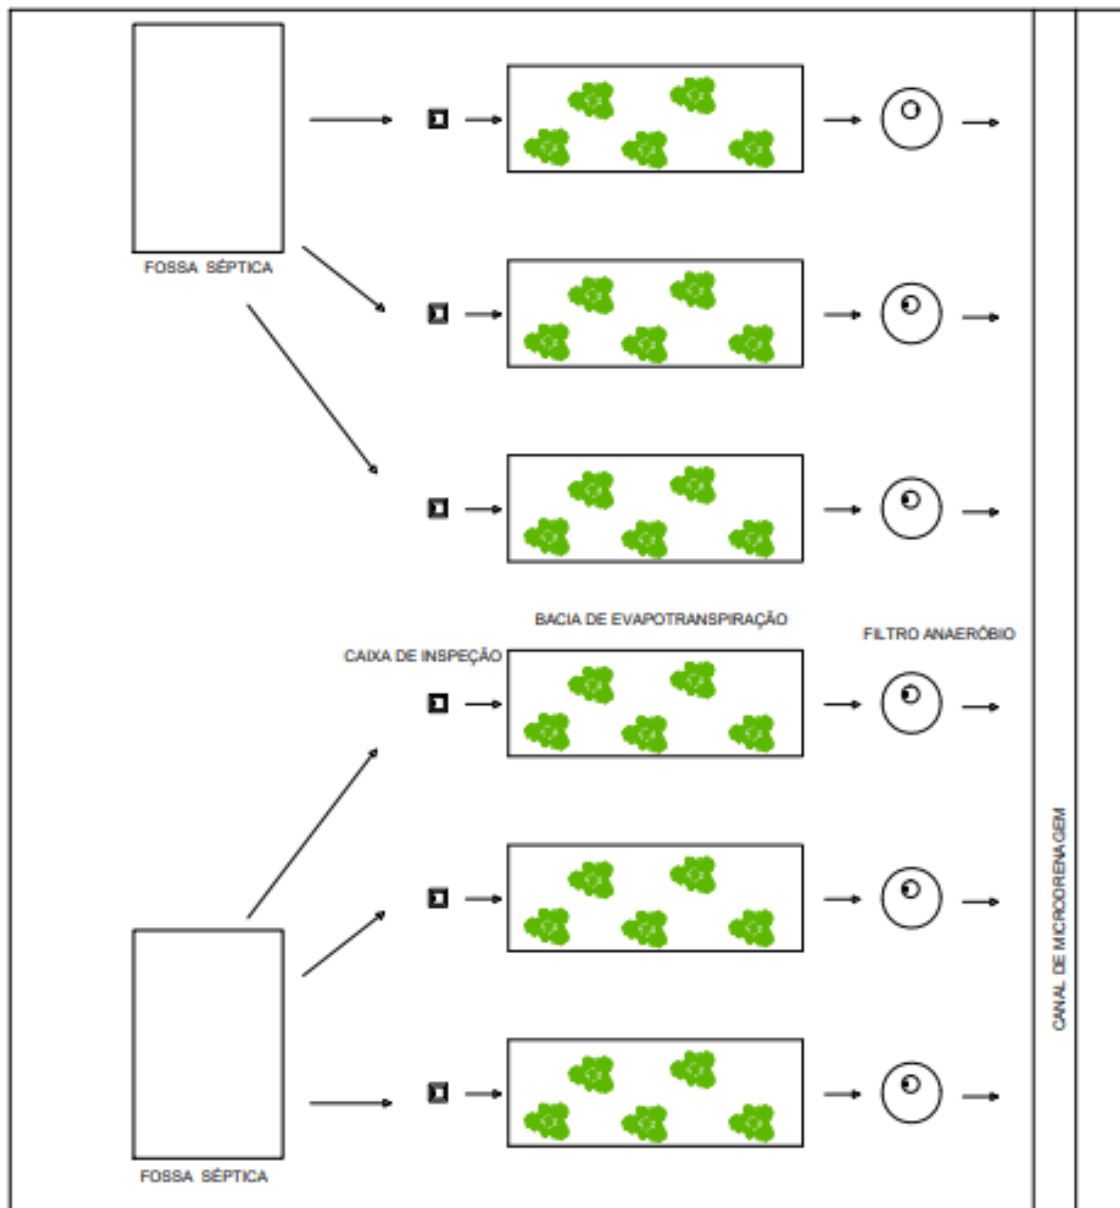 FOSSA SÉPTICA
BACIA DE EVAPOTRANSPIRAÇÃO
FILTRO ANAERÓBIO
CAIXA DE INSPEÇÃO
CANAL DE MICRODRENAGEM
FOSSA SÉPTICA